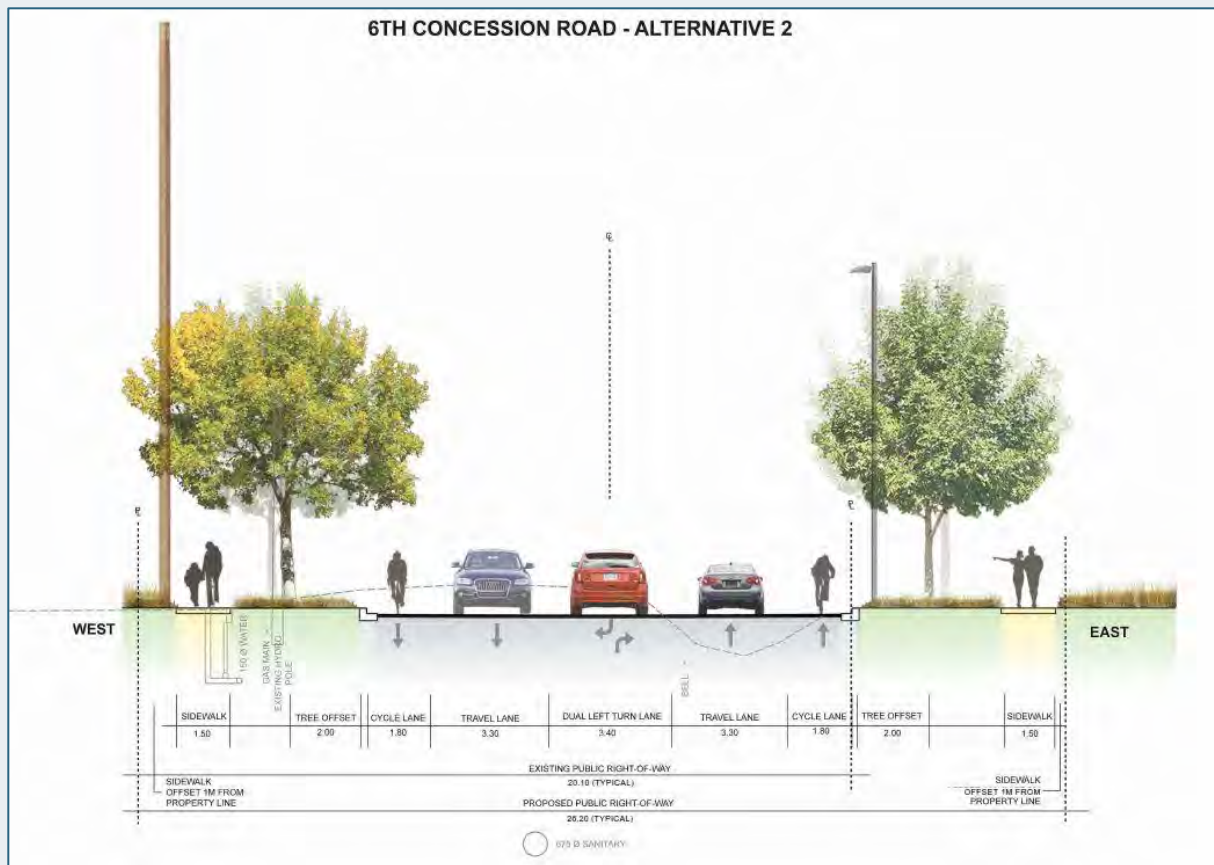 6TH CONCESSION ROAD - ALTERNATIVE 2
℄
WEST
EAST
150 Ø WATER
GAS MAIN -
EXISTING HYDRO
POLE
BELL -
SIDEWALK
1.50
TREE OFFSET
2.00
CYCLE LANE
1.80
TRAVEL LANE
3.30
DUAL LEFT TURN LANE
3.40
TRAVEL LANE
3.30
CYCLE LANE
1.80
TREE OFFSET
2.00
SIDEWALK
1.50
EXISTING PUBLIC RIGHT-OF-WAY
20.10 (TYPICAL)
SIDEWALK
OFFSET 1M FROM
PROPERTY LINE
SIDEWALK
OFFSET 1M FROM
PROPERTY LINE
PROPOSED PUBLIC RIGHT-OF-WAY
26.20 (TYPICAL)
675 Ø SANITARY